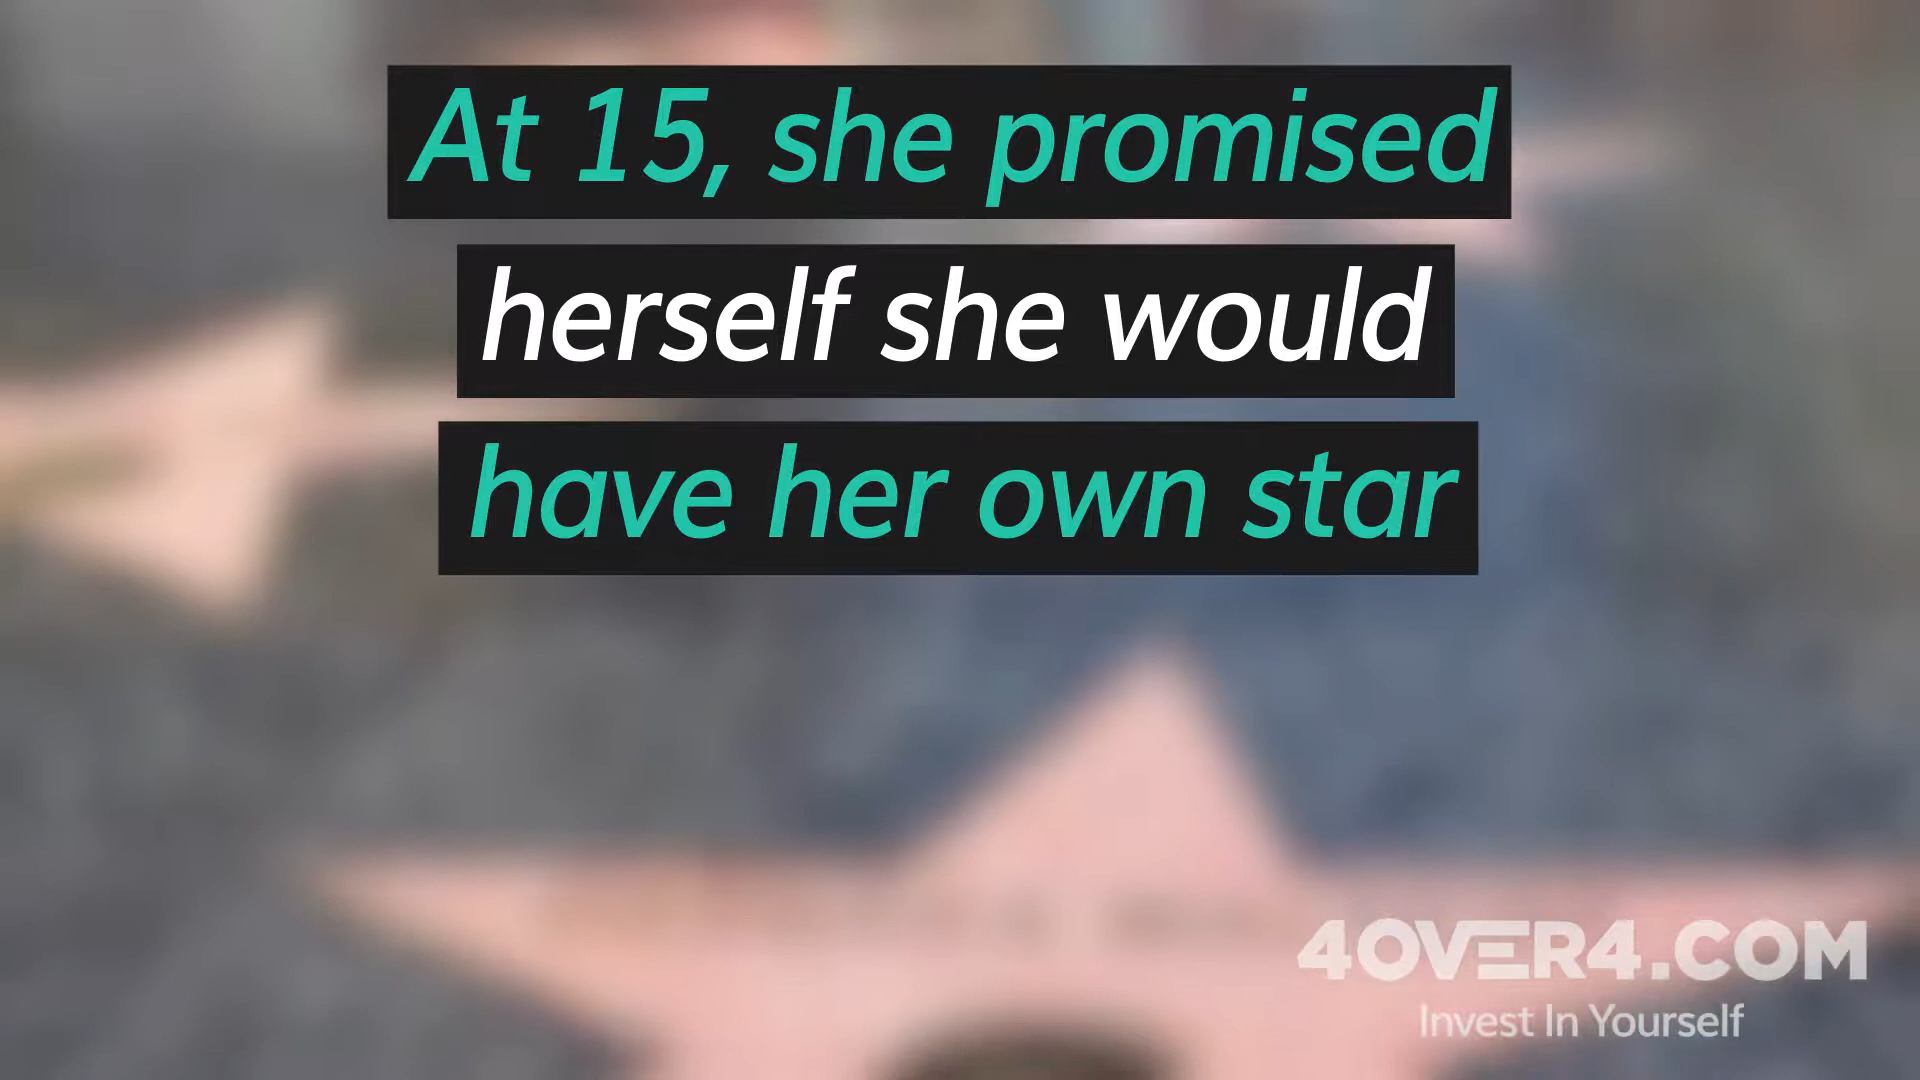 At 15, she promised
herself she would
have her own star
4OVER4.COM
Invest In Yourself